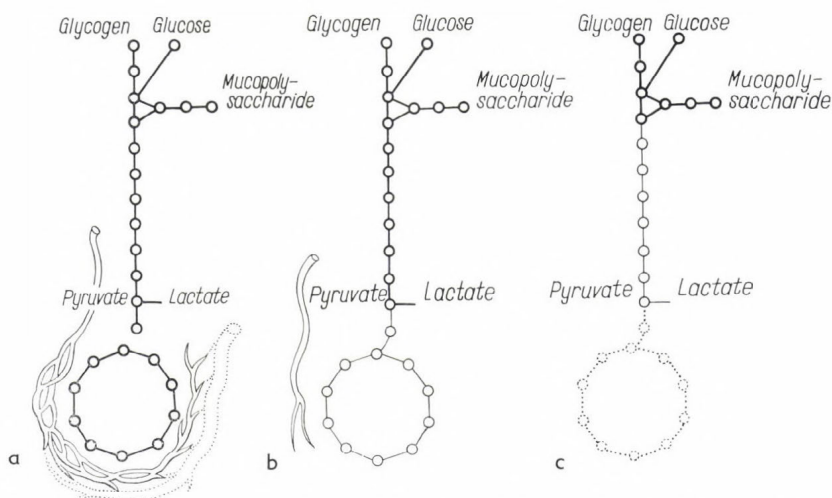 Glycogen Glucose
Mucopoly-
saccharide
Pyruvate Lactate
a
Glycogen Glucose
Mucopoly-
saccharide
Pyruvate Lactate
b
Glycogen Glucose
Mucopoly-
saccharide
Pyruvate Lactate
c